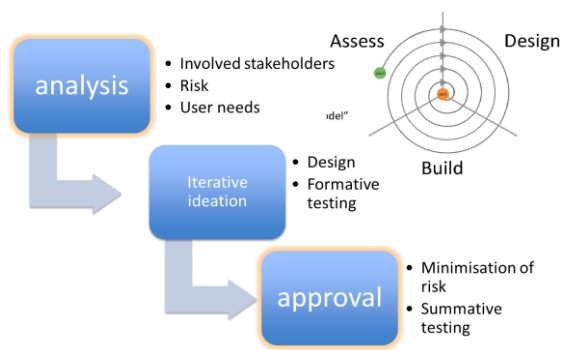 analysis
• Involved stakeholders
• Risk
• User needs
Assess
Design
Build
Iterative
ideation
• Design
• Formative
testing
approval
• Minimisation of
risk
• Summative
testing